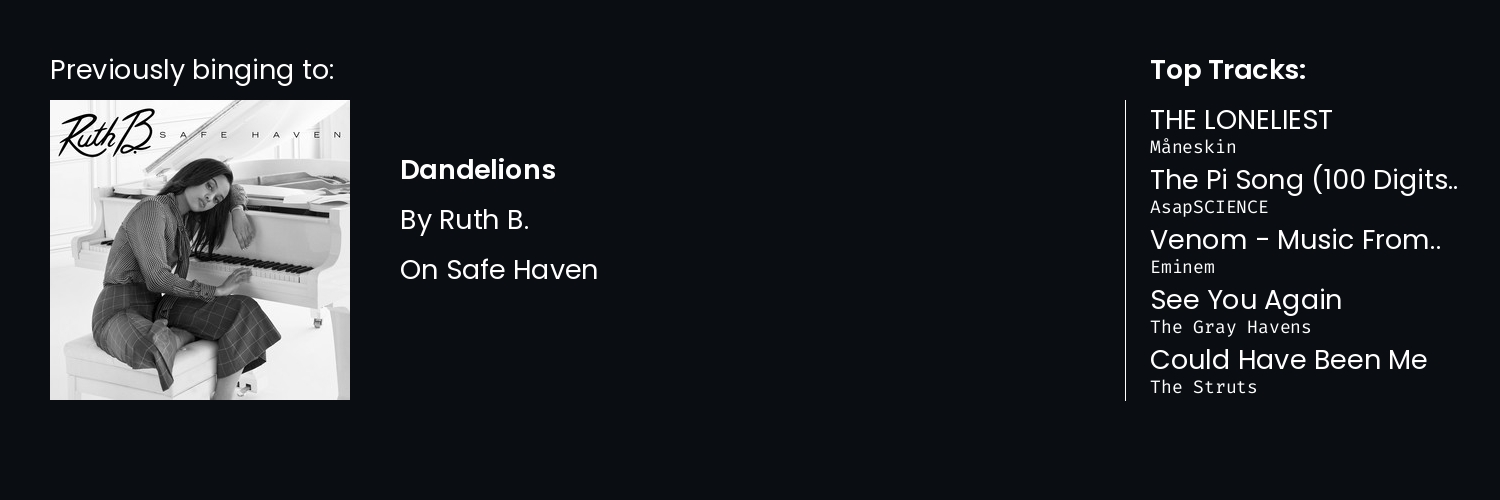 Previously binging to:
Ruth B. SAFE HAVEN
Dandelions
By Ruth B.
On Safe Haven
Top Tracks:
THE LONELIEST
Måneskin
The Pi Song (100 Digits..
AsapSCIENCE
Venom - Music From..
Eminem
See You Again
The Gray Havens
Could Have Been Me
The Struts